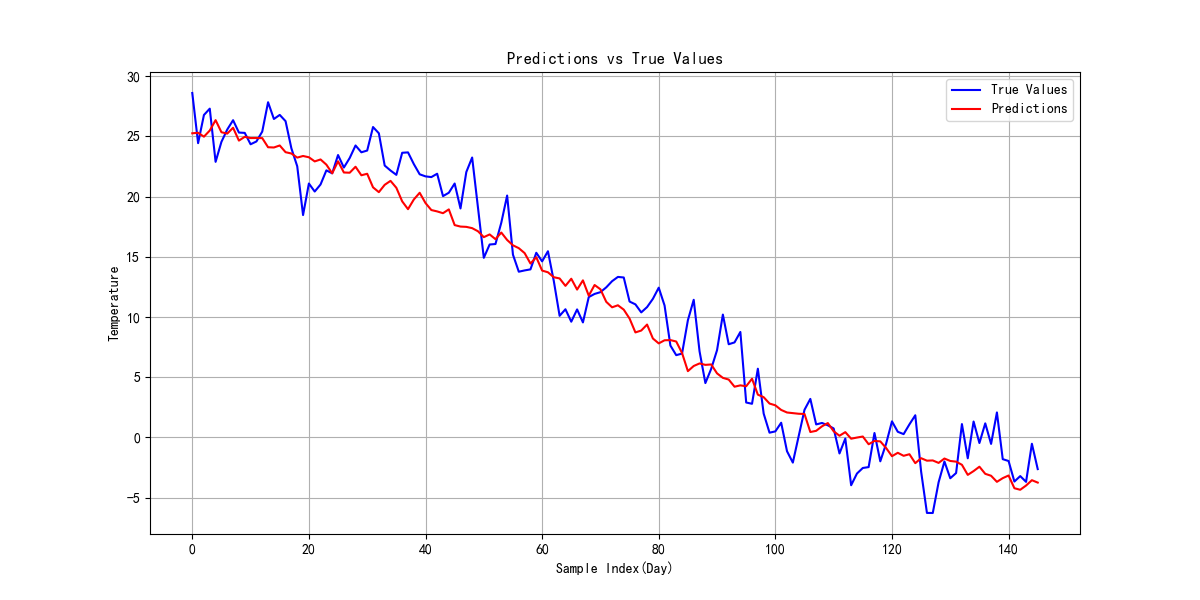 Predictions vs True Values
True Values
Predictions
Temperature
30
25
20
15
10
5
0
−5
0 20 40 60 80 100 120 140
Sample Index(Day)